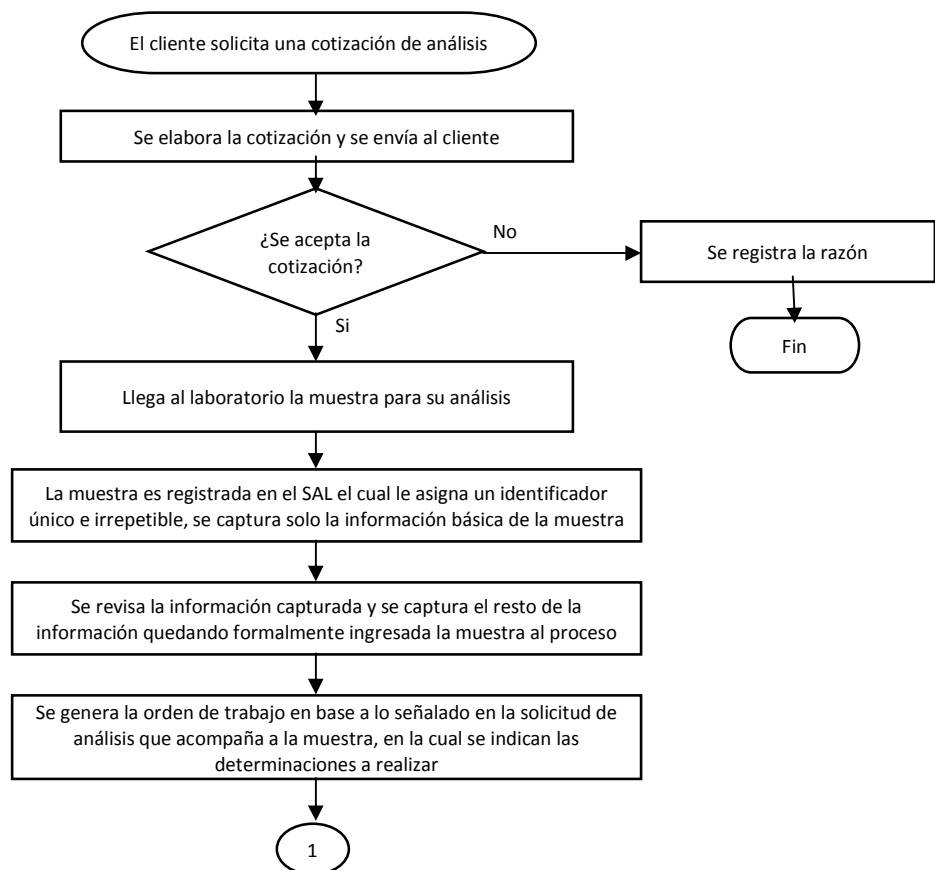 El cliente solicita una cotización de análisis
Se elabora la cotización y se envía al cliente
¿Se acepta la
cotización?
No
Se registra la razón
Fin
Si
Llega al laboratorio la muestra para su análisis
La muestra es registrada en el SAL el cual le asigna un identificador
único e irrepetible, se captura solo la información básica de la muestra
Se revisa la información capturada y se captura el resto de la
información quedando formalmente ingresada la muestra al proceso
Se genera la orden de trabajo en base a lo señalado en la solicitud de
análisis que acompaña a la muestra, en la cual se indican las
determinaciones a realizar
1